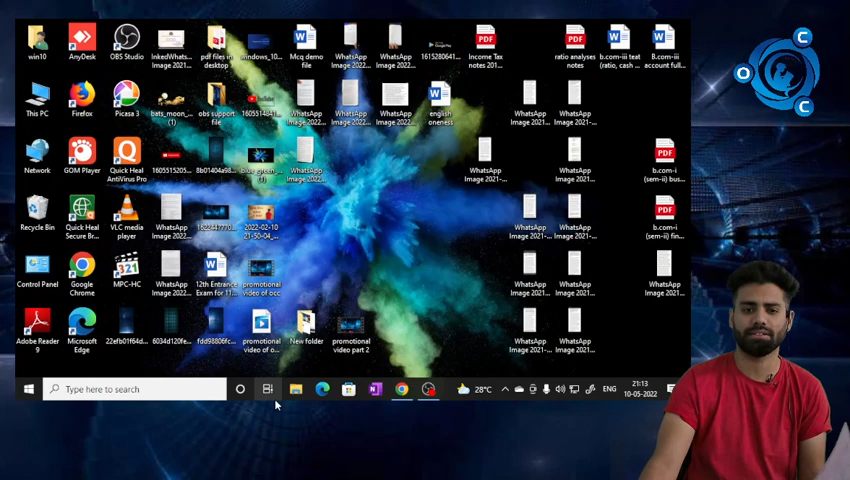 win10
AnyDesk
OBS Studio
InkedWhats...
Image 2021...
pdf files in
desktop
windows_10...
Mcq demo
file
WhatsApp
Image 2022...
WhatsApp
Image 2022...
1615280641...
Income Tax
notes 201...
ratio analyses
notes
b.com-iii teat
(ratio, cash ...
B.com-iii
account full...
This PC
Firefox
Picasa 3
bats_moon_...
(1)
obs support
file
1605514841...
WhatsApp
Image 2022...
WhatsApp
Image 2022...
WhatsApp
Image 2022...
english
oneness
WhatsApp
Image 2021-...
WhatsApp
Image 2021...
Network
GOM Player
Quick Heal
AntiVirus Pro
1605515205...
8b01404a98...
blue_green_...
(1)
WhatsApp
Image 2022...
WhatsApp
Image 2021-...
WhatsApp
Image 2021-...
WhatsApp
Image 2021...
b.com-i
(sem-ii) bus...
Recycle Bin
Quick Heal
Secure Br...
VLC media
player
WhatsApp
Image 2022...
1622447770...
2022-02-10
21-50-04_...
WhatsApp
Image 2021-...
WhatsApp
Image 2021-...
b.com-i
(sem-ii) fin...
Control Panel
Google
Chrome
MPC-HC
WhatsApp
Image 2022...
12th Entrance
Exam for 11...
promotional
video of occ
WhatsApp
Image 2021...
WhatsApp
Image 2021...
WhatsApp
Image 2021...
Adobe Reader
9
Microsoft
Edge
22efb01f64d...
6034d120fe...
fdd98806fc...
promotional
video of o...
New folder
promotional
video part 2
WhatsApp
Image 2021-...
WhatsApp
Image 2021...
Type here to search
28°C
ENG
21:13
10-05-2022
O C C